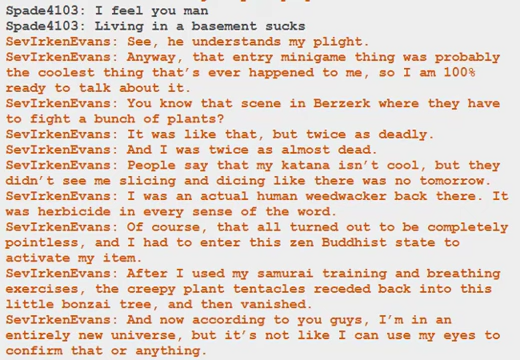 Spade4103: I feel you man
Spade4103: Living in a basement sucks
SevIrkenEvans: See, he understands my plight.
SevIrkenEvans: Anyway, that entry minigame thing was probably
the coolest thing that's ever happened to me, so I am 100%
ready to talk about it.
SevIrkenEvans: You know that scene in Berzerk where they have
to fight a bunch of plants?
SevIrkenEvans: It was like that, but twice as deadly.
SevIrkenEvans: And I was twice as almost dead.
SevIrkenEvans: People say that my katana isn't cool, but they
didn't see me slicing and dicing like there was no tomorrow.
SevIrkenEvans: I was an actual human weedwacker back there. It
was herbicide in every sense of the word.
SevIrkenEvans: Of course, that all turned out to be completely
pointless, and I had to enter this zen Buddhist state to
activate my item.
SevIrkenEvans: After I used my samurai training and breathing
exercises, the creepy plant tentacles receded back into this
little bonzai tree, and then vanished.
SevIrkenEvans: And now according to you guys, I'm in an
entirely new universe, but it's not like I can use my eyes to
confirm that or anything.